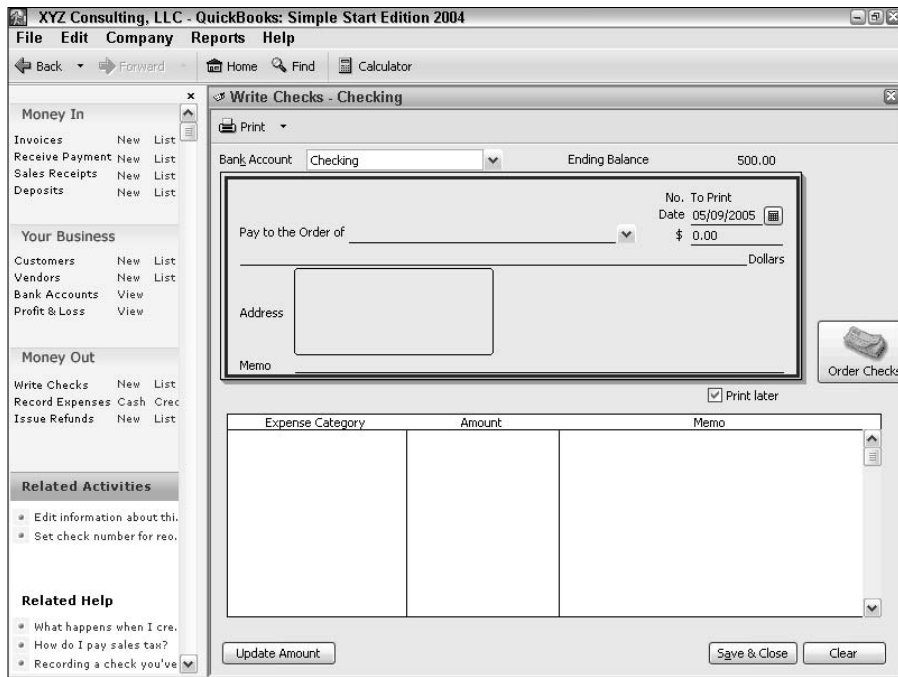 XYZ Consulting, LLC - QuickBooks: Simple Start Edition 2004
File Edit Company Reports Help
Back Forward Home Find Calculator
Money In
Invoices New List
Receive Payment New List
Sales Receipts New List
Deposits New List
Your Business
Customers New List
Vendors New List
Bank Accounts View
Profit & Loss View
Money Out
Write Checks New List
Record Expenses Cash Cred
Issue Refunds New List
Related Activities
Edit information about thi.
Set check number for reo.
Related Help
What happens when I cre.
How do I pay sales tax?
Recording a check you've
Write Checks - Checking
Print
Bank Account Checking Ending Balance 500.00
No. To Print
Date 05/09/2005
Pay to the Order of $ 0.00
Dollars
Address
Memo
Order Checks
Print later
Expense Category Amount Memo
Update Amount Save & Close Clear